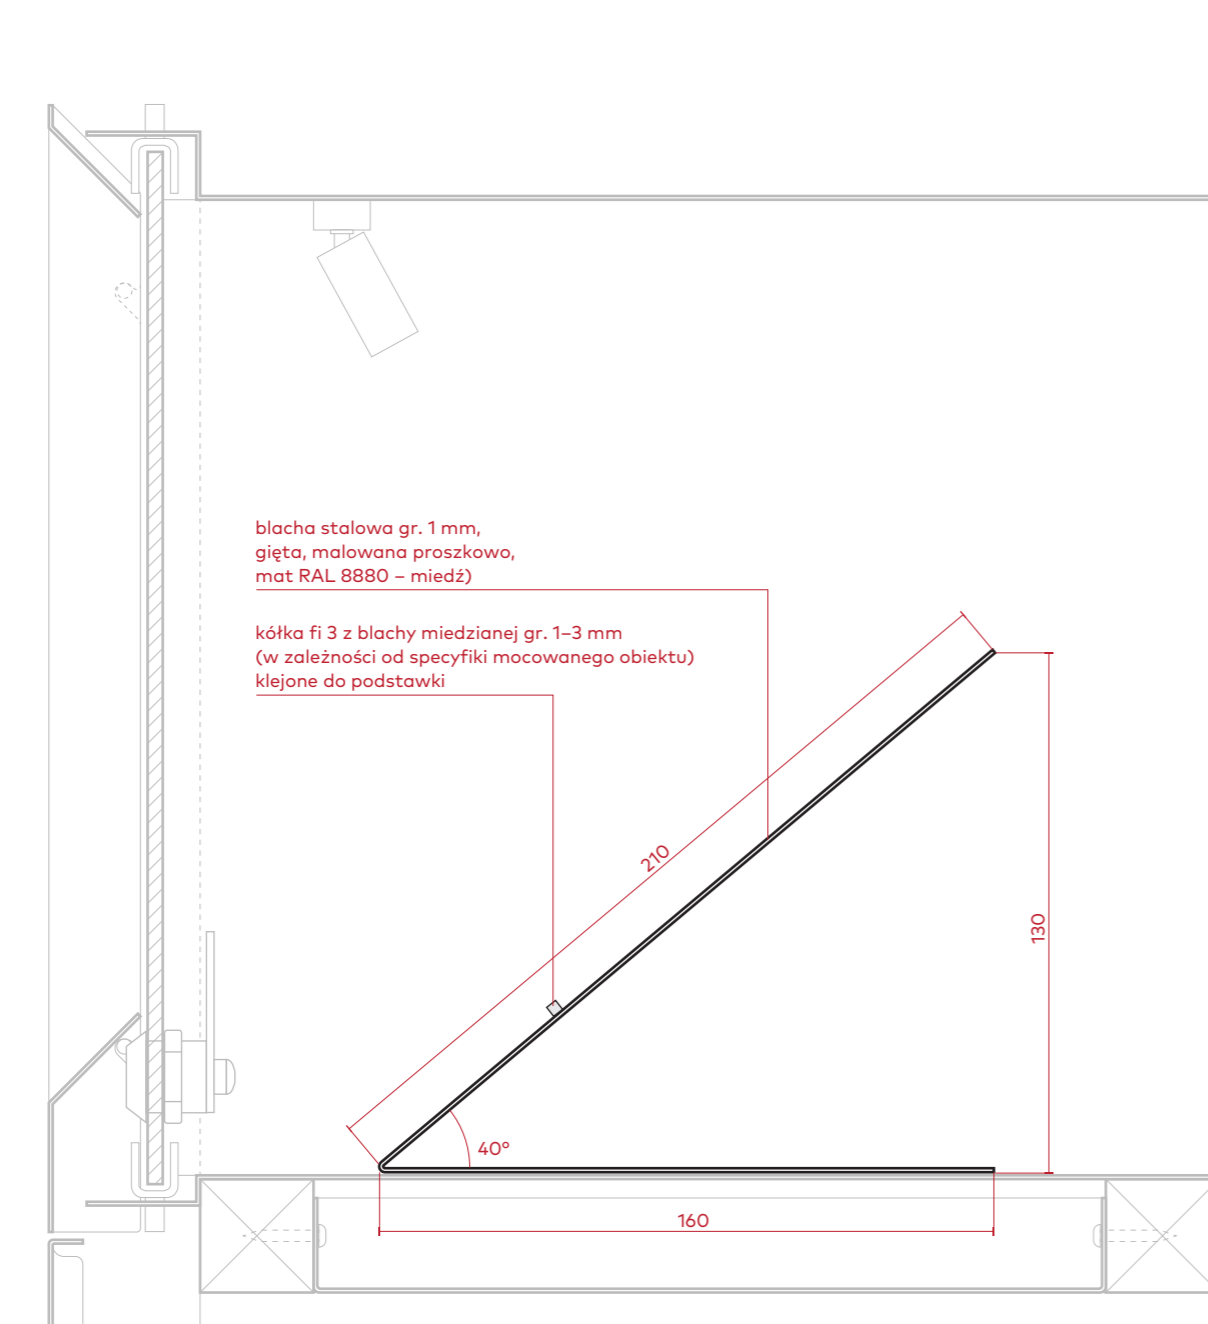 blacha stalowa gr. 1 mm,
gięta, malowana proszkowo,
mat RAL 8880 – miedź)
kółka fi 3 z blachy miedzianej gr. 1–3 mm
(w zależności od specyfiki mocowanego obiektu)
klejone do podstawki
210
130
40°
160